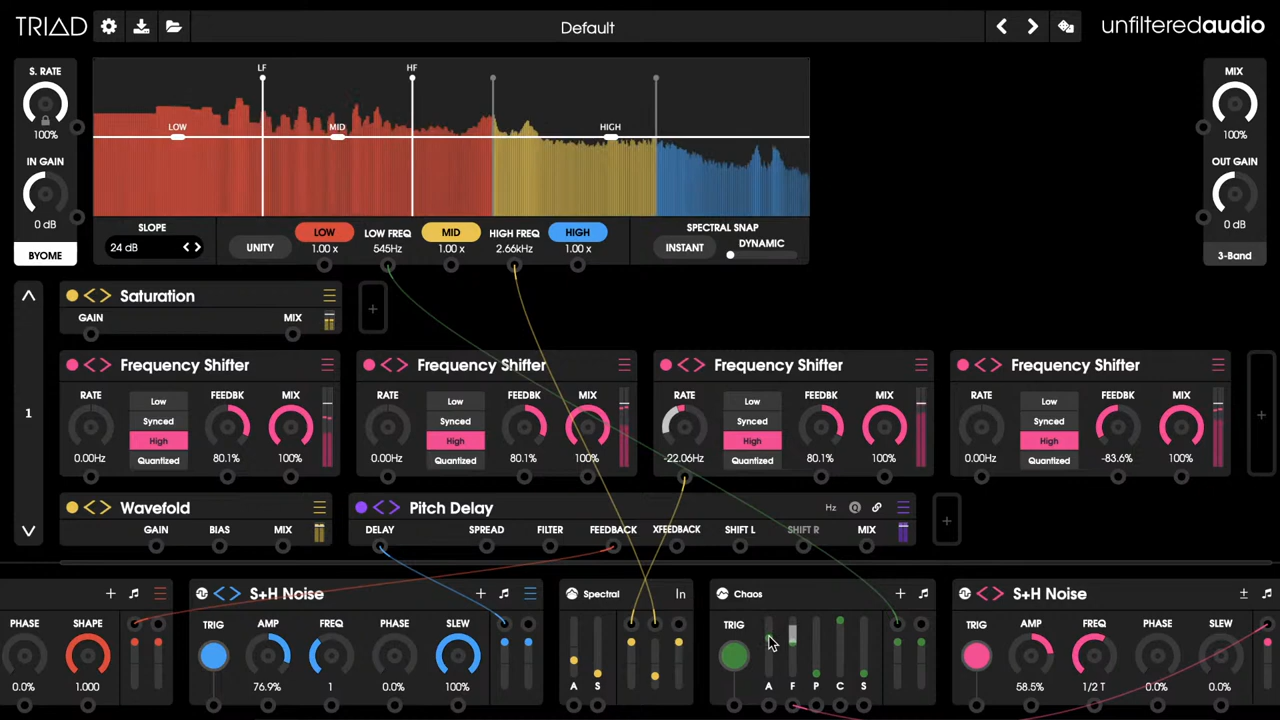 TRIAD
Default
unfilteredaudio
S. RATE
100%
IN GAIN
0 dB
BYOME
LF
HF
LOW
MID
HIGH
SLOPE
24 dB
UNITY
LOW
1.00 x
LOW FREQ
545Hz
MID
1.00 x
HIGH FREQ
2.66kHz
HIGH
1.00 x
SPECTRAL SNAP
INSTANT
DYNAMIC
MIX
100%
OUT GAIN
0 dB
3-Band
1
Saturation
GAIN
MIX
Frequency Shifter
RATE
0.00Hz
Low
Synced
High
Quantized
FEEDBK
80.1%
MIX
100%
Frequency Shifter
RATE
0.00Hz
Low
Synced
High
Quantized
FEEDBK
80.1%
MIX
100%
Frequency Shifter
RATE
-22.06Hz
Low
Synced
High
Quantized
FEEDBK
80.1%
MIX
100%
Frequency Shifter
RATE
0.00Hz
Low
Synced
High
Quantized
FEEDBK
-83.6%
MIX
100%
Wavefold
GAIN
BIAS
MIX
Pitch Delay
Hz
Q
DELAY
SPREAD
FILTER
FEEDBACK
XFEEDBACK
SHIFT L
SHIFT R
MIX
PHASE
0.0%
SHAPE
1.000
S+H Noise
TRIG
AMP
76.9%
FREQ
1
PHASE
0.0%
SLEW
100%
Spectral
In
A
S
Chaos
TRIG
A
F
P
C
S
S+H Noise
TRIG
AMP
58.5%
FREQ
1/2 T
PHASE
0.0%
SLEW
0.0%